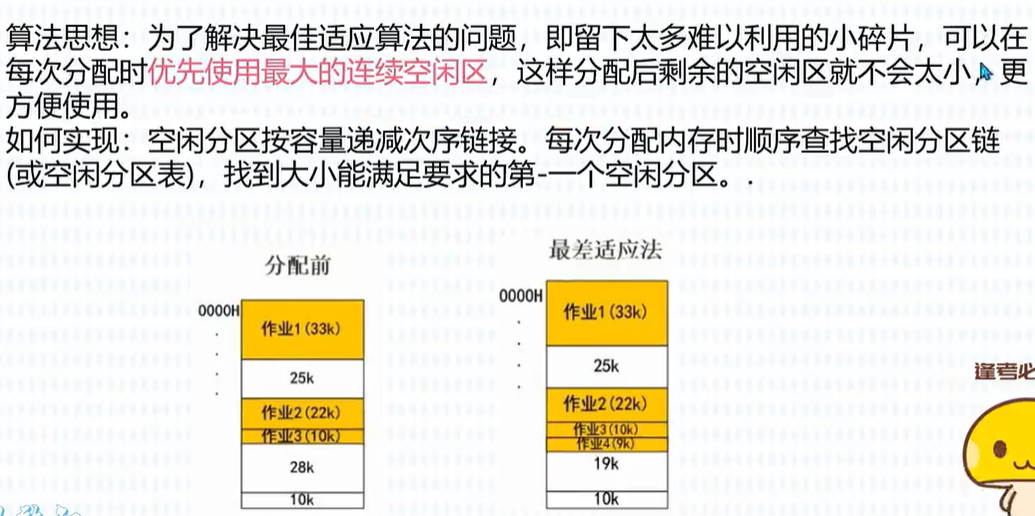 算法思想：为了解决最佳适应算法的问题，即留下太多难以利用的小碎片，可以在
每次分配时优先使用最大的连续空闲区，这样分配后剩余的空闲区就不会太小，更
方便使用。
如何实现：空闲分区按容量递减次序链接。每次分配内存时顺序查找空闲分区链
(或空闲分区表)，找到大小能满足要求的第-一个空闲分区。.
分配前
0000H
作业1(33k)
25k
作业2(22k)
作业3(10k)
28k
10k
最差适应法
0000H
作业1(33k)
25k
作业2(22k)
作业3(10k)
作业4(9k)
19k
10k
逢考必